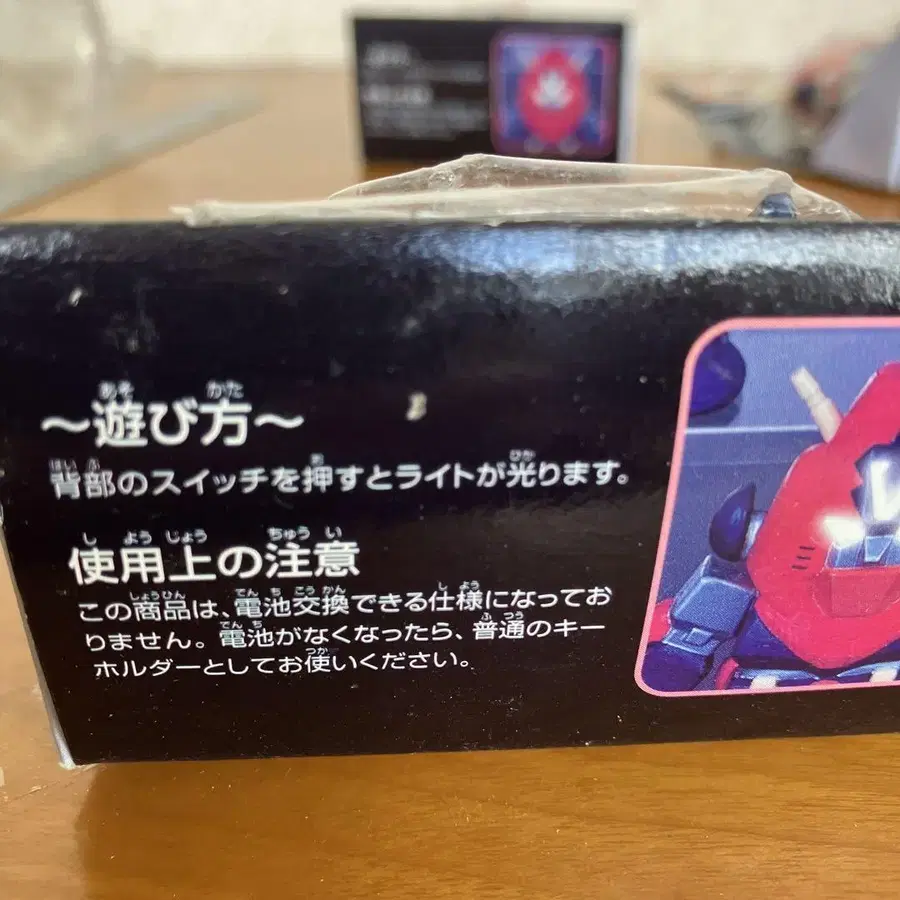 ～遊び方～
背部のスイッチを押すとライトが光ります。
使用上の注意
この商品は、電池交換できる仕様になってお
りません。電池がなくなったら、普通のキー
ホルダーとしてお使いください。